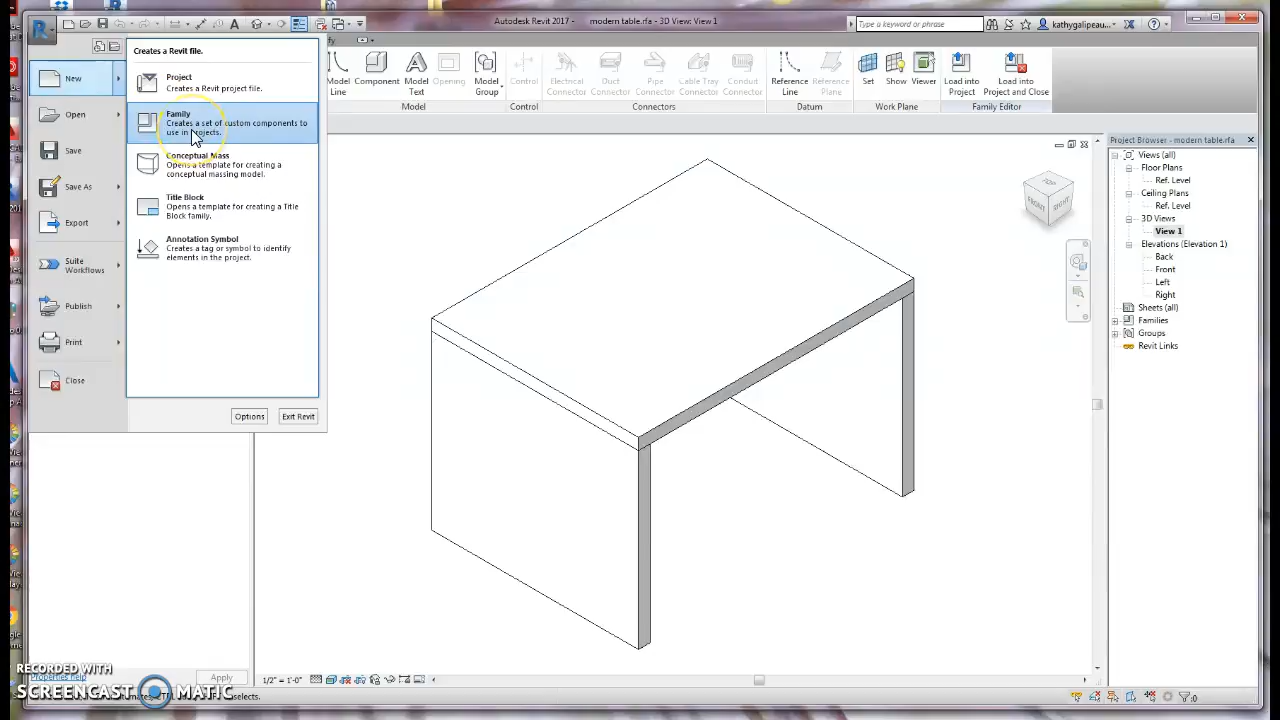 Autodesk Revit 2017 - modern table.rfa - 3D View: View 1
Type a keyword or phrase
kathygalipeau...
Creates a Revit file.
New
Project
Creates a Revit project file.
Family
Creates a set of custom components to
use in projects.
Conceptual Mass
Opens a template for creating a
conceptual massing model.
Title Block
Opens a template for creating a Title
Block family.
Annotation Symbol
Creates a tag or symbol to identify
elements in the project.
Open
Save
Save As
Export
Suite
Workflows
Publish
Print
Close
Options
Exit Revit
Model
Line
Component
Model
Text
Opening
Model
Group
Control
Electrical
Connector
Duct
Connector
Pipe
Connector
Cable Tray
Connector
Conduit
Connector
Reference
Line
Reference
Plane
Set
Show
Viewer
Load into
Project
Load into
Project and Close
Model
Control
Connectors
Datum
Work Plane
Family Editor
TOP
FRONT
RIGHT
Project Browser - modern table.rfa
Views (all)
Floor Plans
Ref. Level
Ceiling Plans
Ref. Level
3D Views
View 1
Elevations (Elevation 1)
Back
Front
Left
Right
Sheets (all)
Families
Groups
Revit Links
Properties help
Apply
1/2" = 1'-0"
:0
selects.
RECORDED WITH
SCREENCAST MATIC